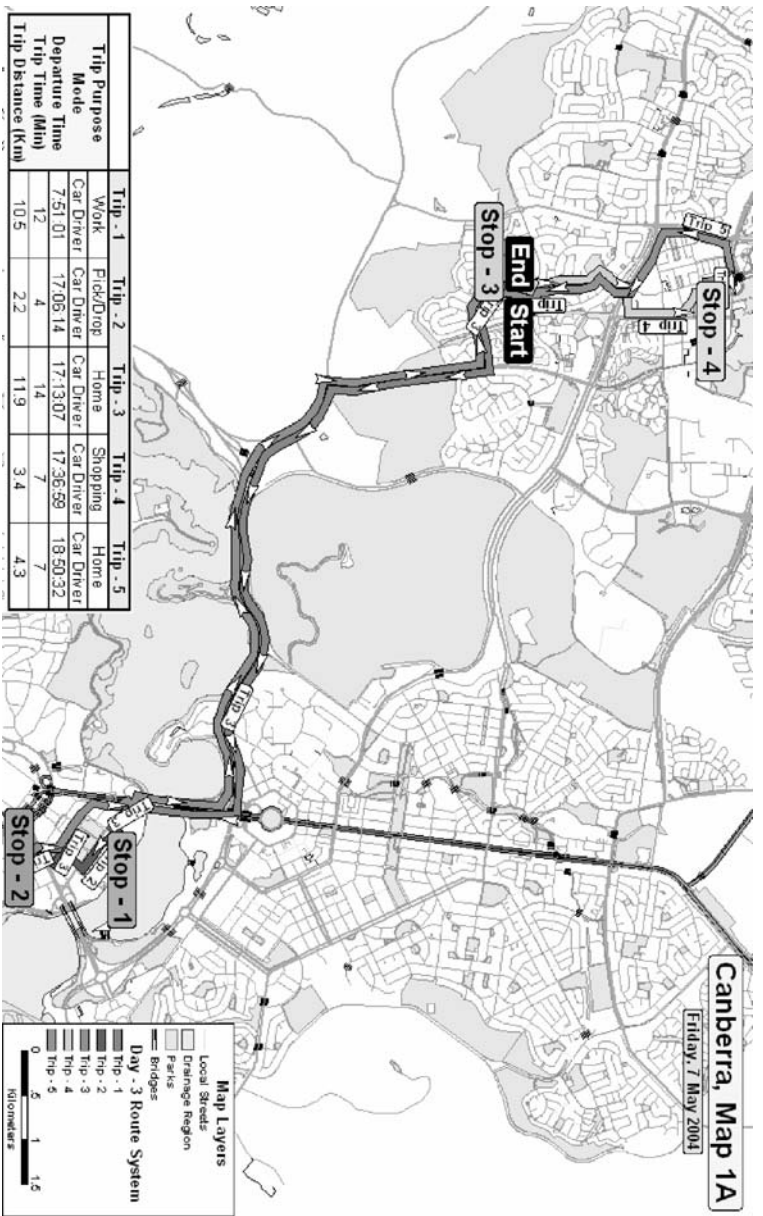 Canberra, Map 1A
Friday, 7 May 2004
Stop - 4
Trip 5
Trip 4
End
Start
Stop - 3
Trip
Trip 3
Stop - 1
Stop - 2
Trip - 1 Trip - 2 Trip - 3 Trip - 4 Trip - 5
Trip Purpose Work Pick/Drop Home Shopping Home
Mode Car Driver Car Driver Car Driver Car Driver Car Driver
Departure Time 7:51:01 17:06:14 17:13:07 17:36:59 18:50:32
Trip Time (Min) 12 4 14 7 7
Trip Distance (Km) 10.5 2.2 11.9 3.4 4.3
Map Layers
Local Streets
Drainage Region
Parks
Bridges
Day - 3 Route System
Trip - 1
Trip - 2
Trip - 3
Trip - 4
Trip - 5
0 .5 1 1.5
Kilometers